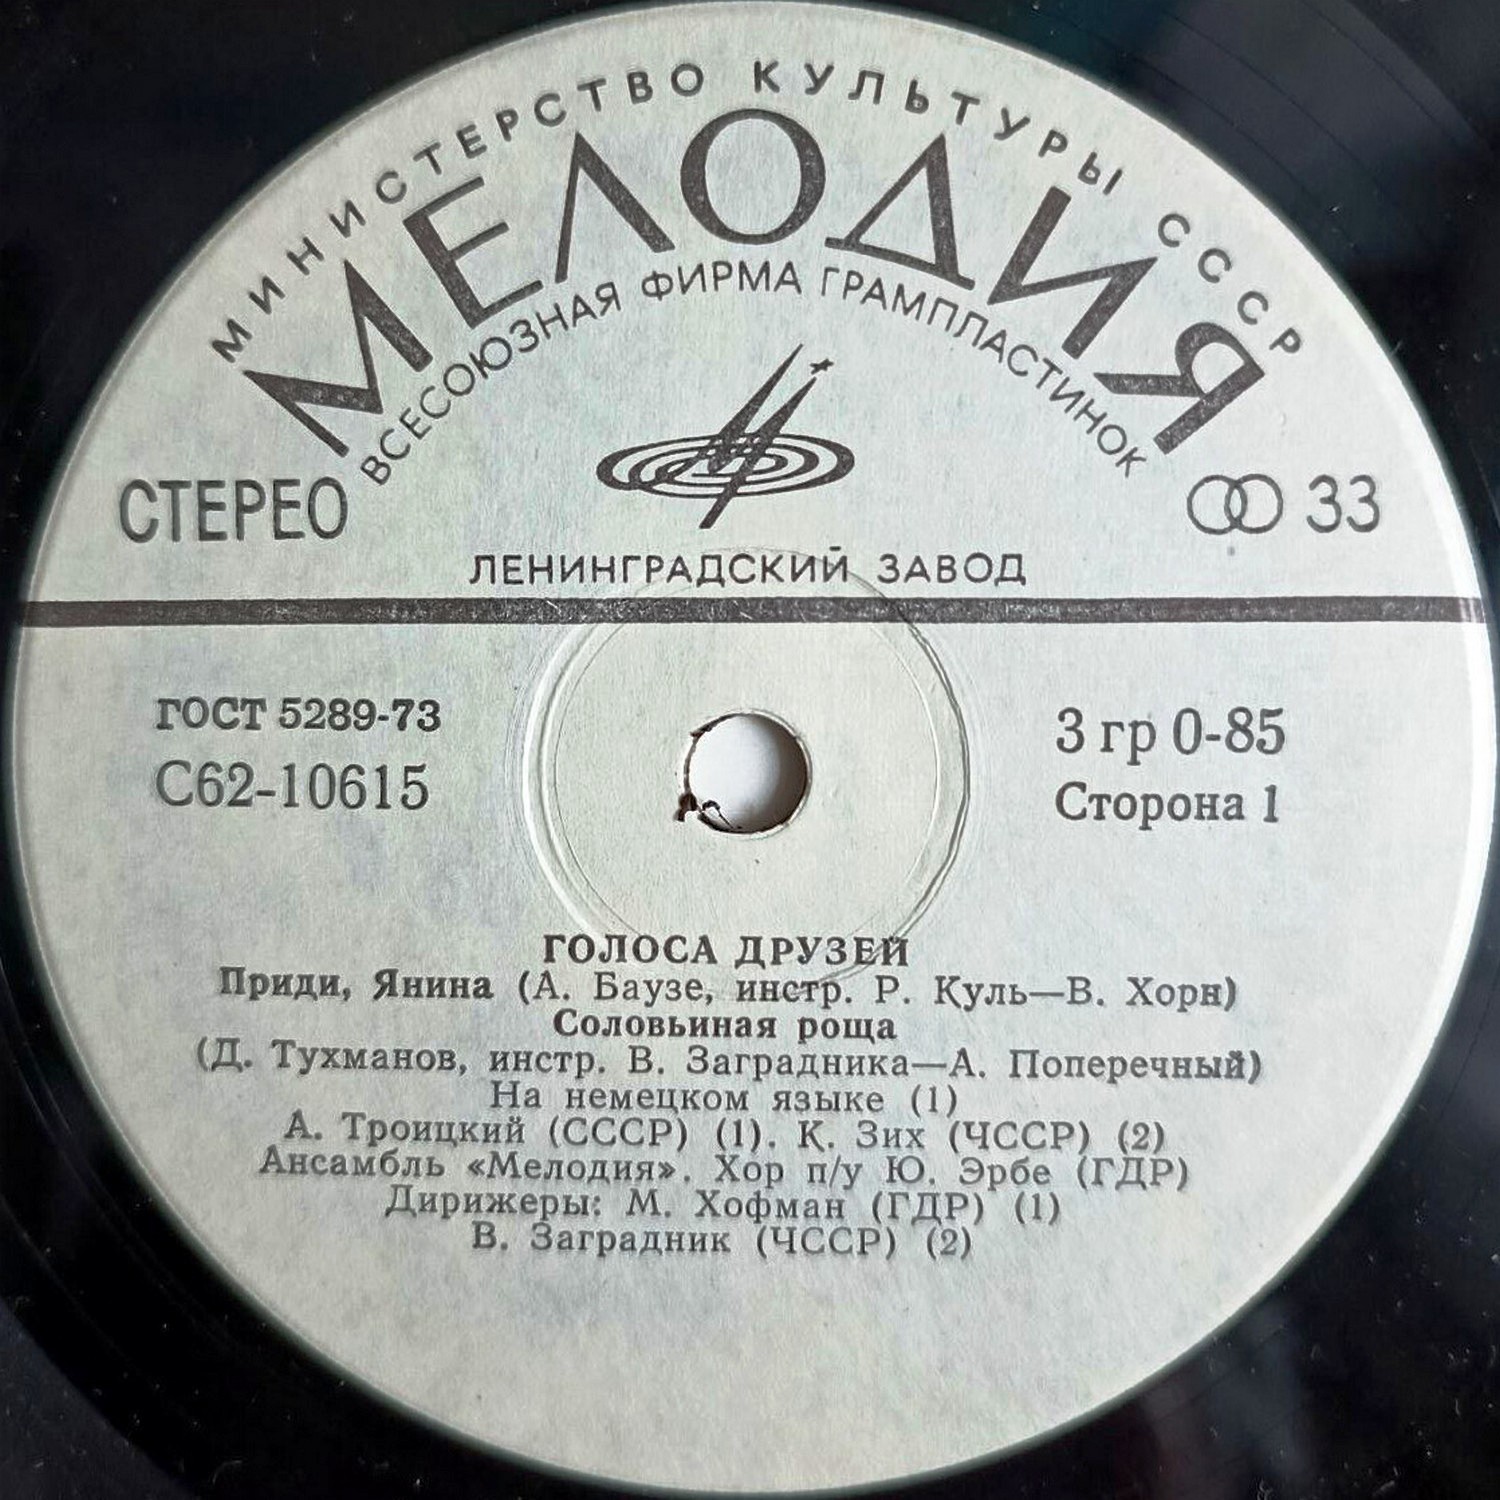 МИНИСТЕРСТВО КУЛЬТУРЫ СССР
МЕЛОДИЯ
ВСЕСОЮЗНАЯ ФИРМА ГРАМПЛАСТИНОК
СТЕРЕО
33
ЛЕНИНГРАДСКИЙ ЗАВОД
ГОСТ 5289-73
С62-10615
3 гр 0-85
Сторона 1
ГОЛОСА ДРУЗЕЙ
Приди, Янина (А. Баузе, инстр. Р. Куль—В. Хорн)
Соловьиная роща
(Д. Тухманов, инстр. В. Заградника—А. Поперечный)
На немецком языке (1)
А. Троицкий (СССР) (1). К. Зих (ЧССР) (2)
Ансамбль «Мелодия». Хор п/у Ю. Эрбе (ГДР)
Дирижеры: М. Хофман (ГДР) (1)
В. Заградник (ЧССР) (2)